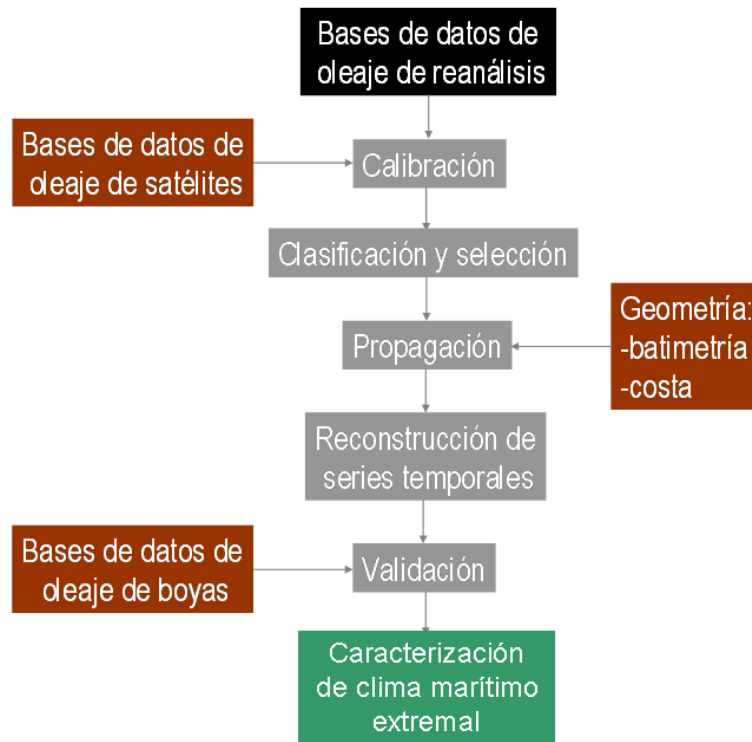 Bases de datos de
oleaje de reanálisis
Bases de datos de
oleaje de satélites
Calibración
Clasificación y selección
Geometría:
-batimetría
-costa
Propagación
Reconstrucción de
series temporales
Bases de datos de
oleaje de boyas
Validación
Caracterización
de clima marítimo
extremal